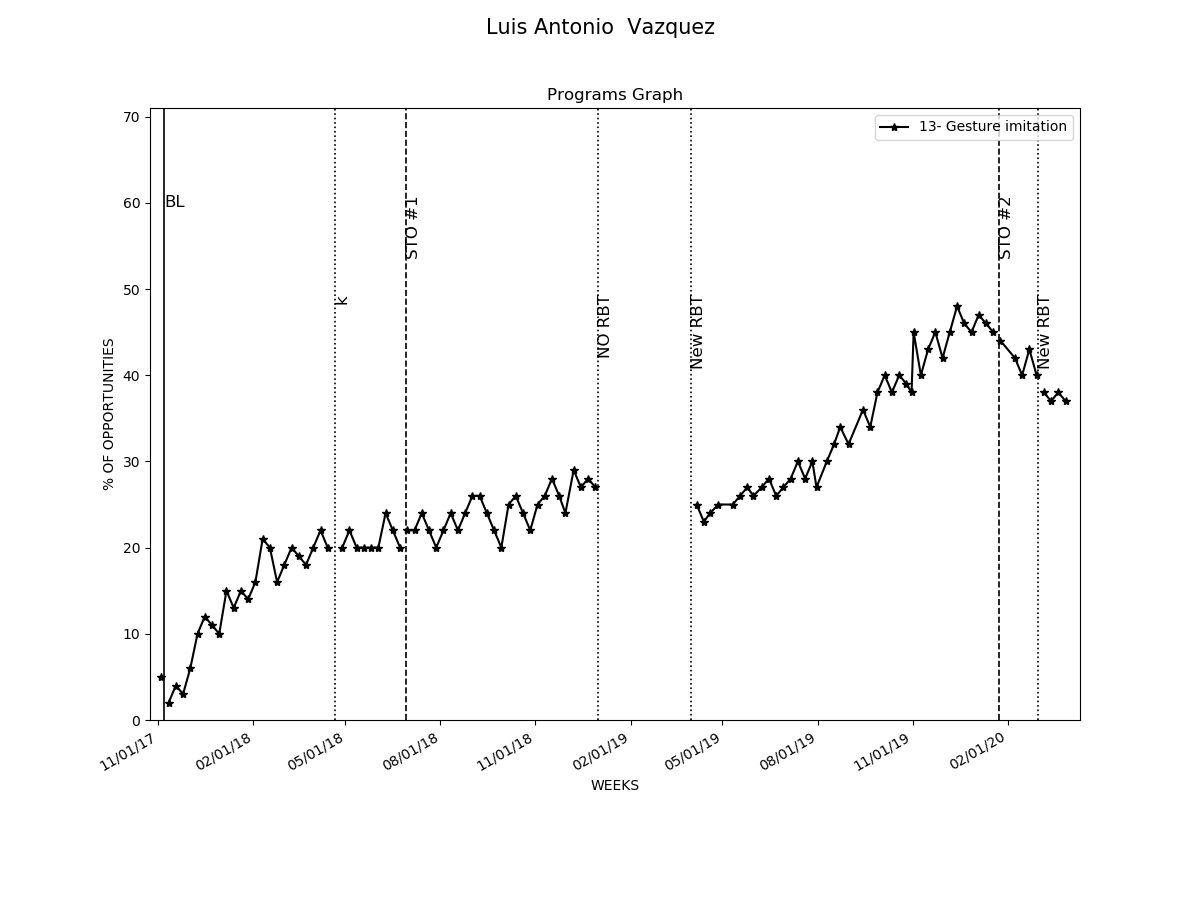 Luis Antonio  Vazquez
Programs Graph
13- Gesture imitation
70
60
50
40
30
20
10
0
% OF OPPORTUNITIES
BL
k
STO #1
NO RBT
New RBT
STO #2
New RBT
11/01/17
02/01/18
05/01/18
08/01/18
11/01/18
02/01/19
05/01/19
08/01/19
11/01/19
02/01/20
WEEKS